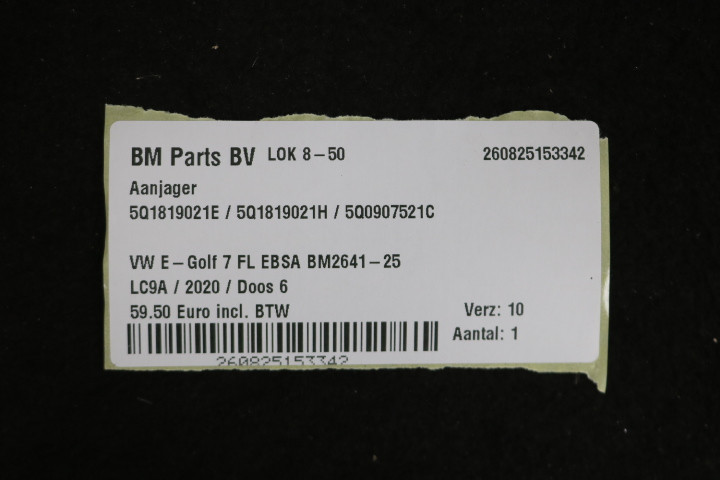 BM Parts BV LOK 8-50 260825153342
Aanjager
5Q1819021E / 5Q1819021H / 5Q0907521C
VW E-Golf 7 FL EBSA BM2641-25
LC9A / 2020 / Doos 6
59.50 Euro incl. BTW Verz: 10
Aantal: 1
260825153342